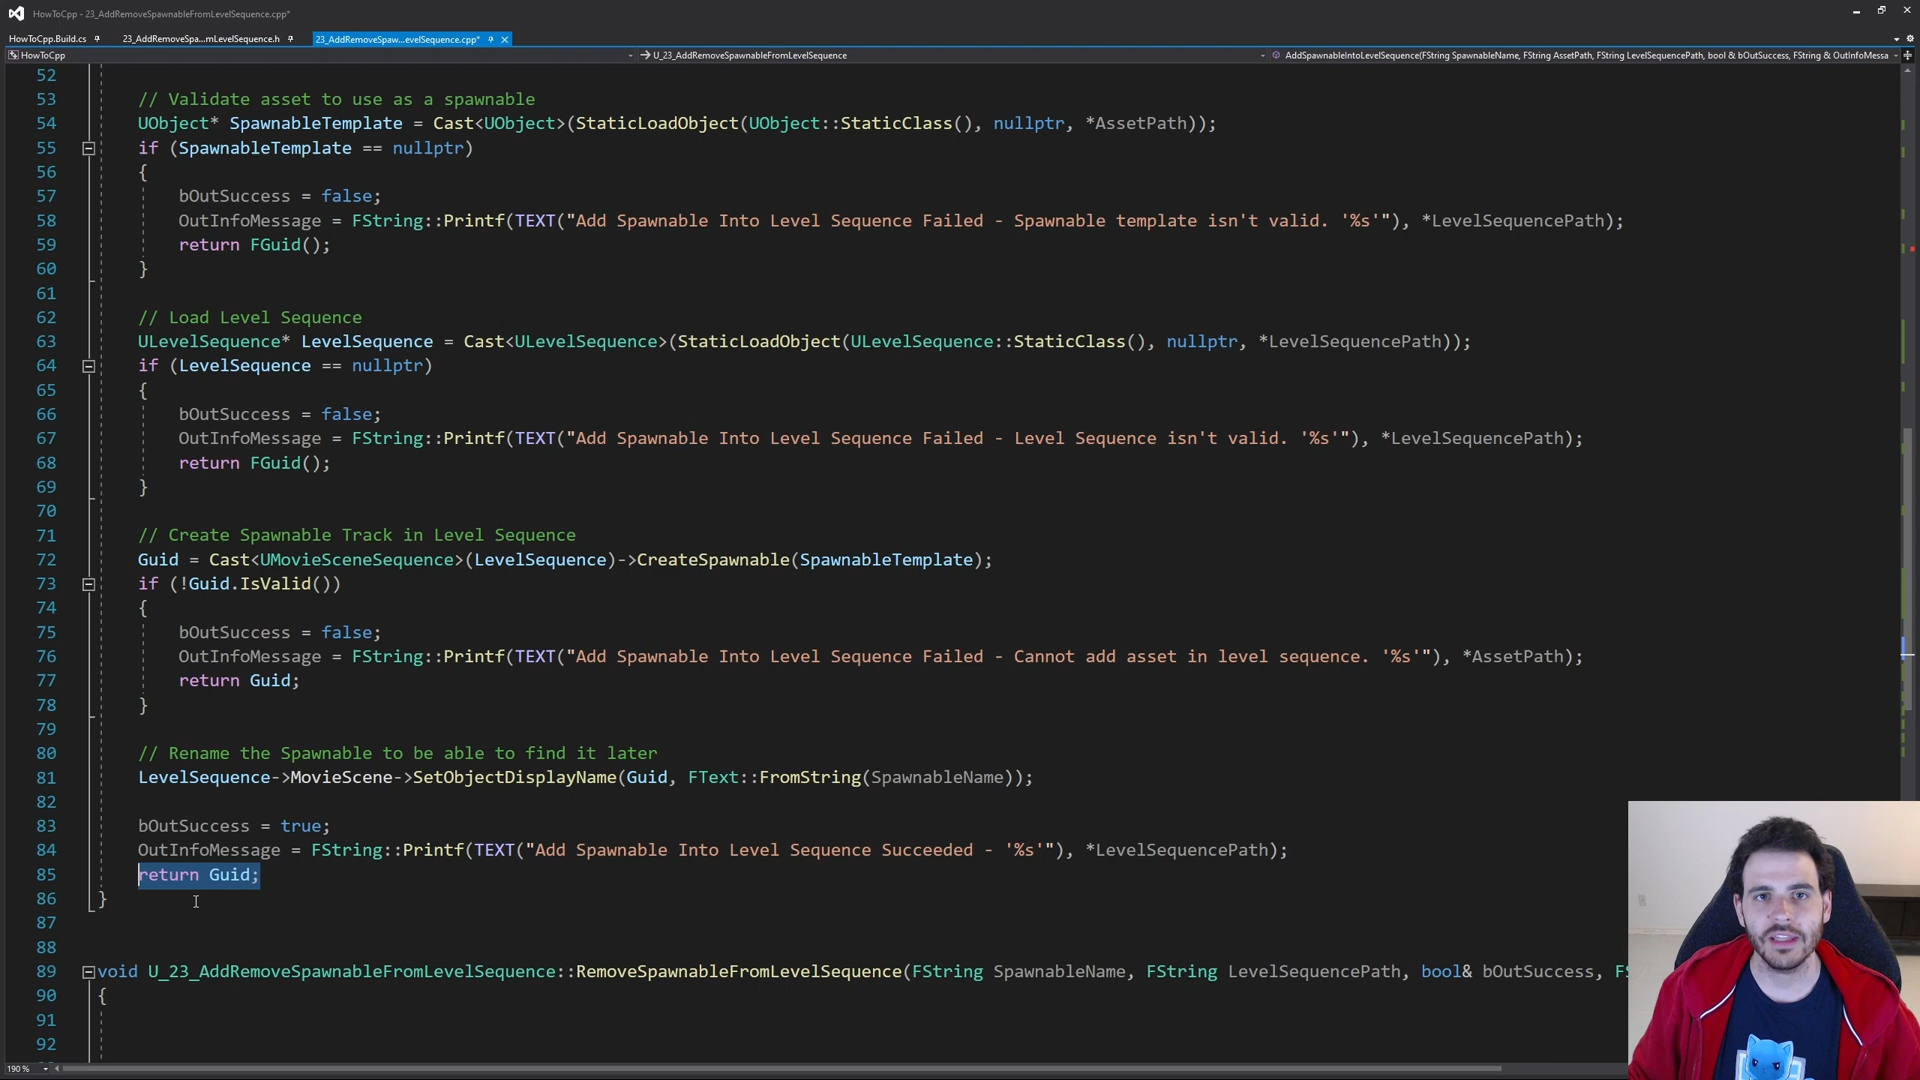 HowToCpp - 23_AddRemoveSpawnableFromLevelSequence.cpp*
HowToCpp.Build.cs
23_AddRemoveSpa...mLevelSequence.h
23_AddRemoveSpaw...evelSequence.cpp*
HowToCpp
U_23_AddRemoveSpawnableFromLevelSequence
AddSpawnableIntoLevelSequence(FString SpawnableName, FString AssetPath, FString LevelSequencePath, bool & bOutSuccess, FString & OutInfoMessa
52
53 // Validate asset to use as a spawnable
54 UObject* SpawnableTemplate = Cast<UObject>(StaticLoadObject(UObject::StaticClass(), nullptr, *AssetPath));
55 if (SpawnableTemplate == nullptr)
56 {
57 bOutSuccess = false;
58 OutInfoMessage = FString::Printf(TEXT("Add Spawnable Into Level Sequence Failed - Spawnable template isn't valid. '%s'"), *LevelSequencePath);
59 return FGuid();
60 }
61
62 // Load Level Sequence
63 ULevelSequence* LevelSequence = Cast<ULevelSequence>(StaticLoadObject(ULevelSequence::StaticClass(), nullptr, *LevelSequencePath));
64 if (LevelSequence == nullptr)
65 {
66 bOutSuccess = false;
67 OutInfoMessage = FString::Printf(TEXT("Add Spawnable Into Level Sequence Failed - Level Sequence isn't valid. '%s'"), *LevelSequencePath);
68 return FGuid();
69 }
70
71 // Create Spawnable Track in Level Sequence
72 Guid = Cast<UMovieSceneSequence>(LevelSequence)->CreateSpawnable(SpawnableTemplate);
73 if (!Guid.IsValid())
74 {
75 bOutSuccess = false;
76 OutInfoMessage = FString::Printf(TEXT("Add Spawnable Into Level Sequence Failed - Cannot add asset in level sequence. '%s'"), *AssetPath);
77 return Guid;
78 }
79
80 // Rename the Spawnable to be able to find it later
81 LevelSequence->MovieScene->SetObjectDisplayName(Guid, FText::FromString(SpawnableName));
82
83 bOutSuccess = true;
84 OutInfoMessage = FString::Printf(TEXT("Add Spawnable Into Level Sequence Succeeded - '%s'"), *LevelSequencePath);
85 return Guid;
86 }
87
88
89 void U_23_AddRemoveSpawnableFromLevelSequence::RemoveSpawnableFromLevelSequence(FString SpawnableName, FString LevelSequencePath, bool& bOutSuccess, FS
90 {
91
92
190 %